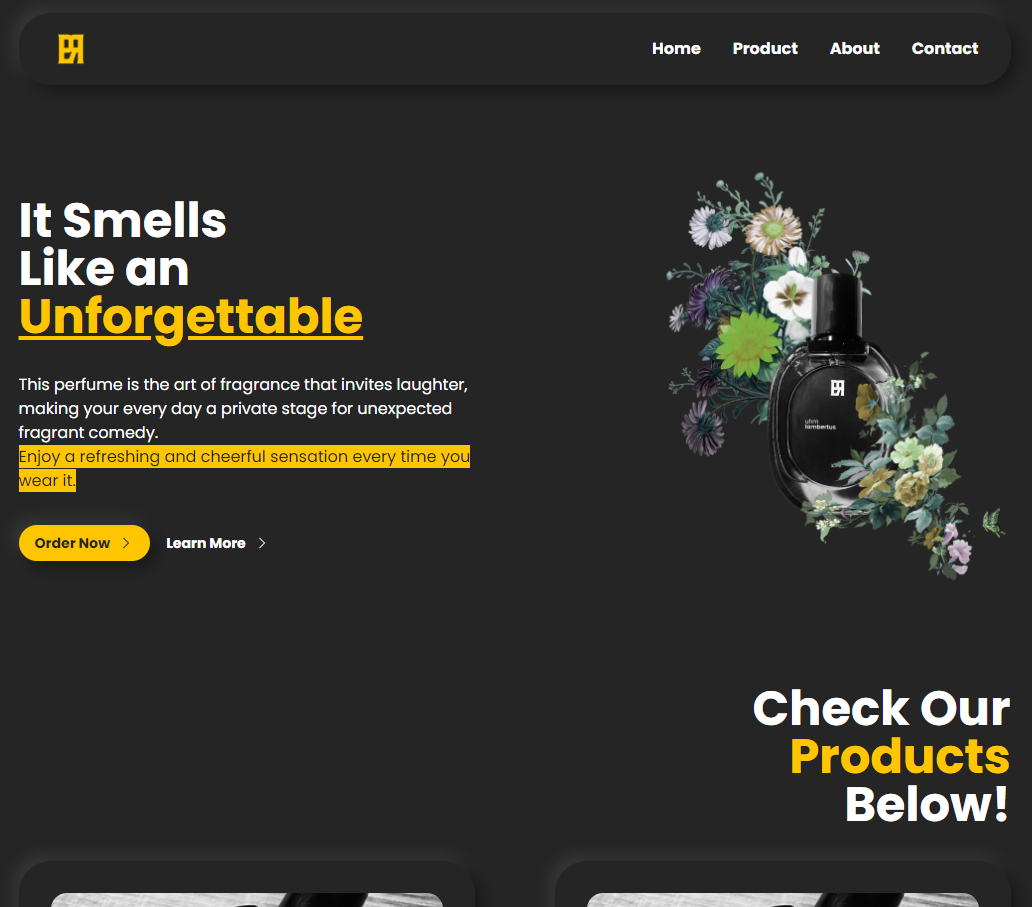 Home Product About Contact
It Smells
Like an
Unforgettable
This perfume is the art of fragrance that invites laughter,
making your every day a private stage for unexpected
fragrant comedy.
Enjoy a refreshing and cheerful sensation every time you
wear it.
Order Now
Learn More
uhm
lambertus
Check Our
Products
Below!